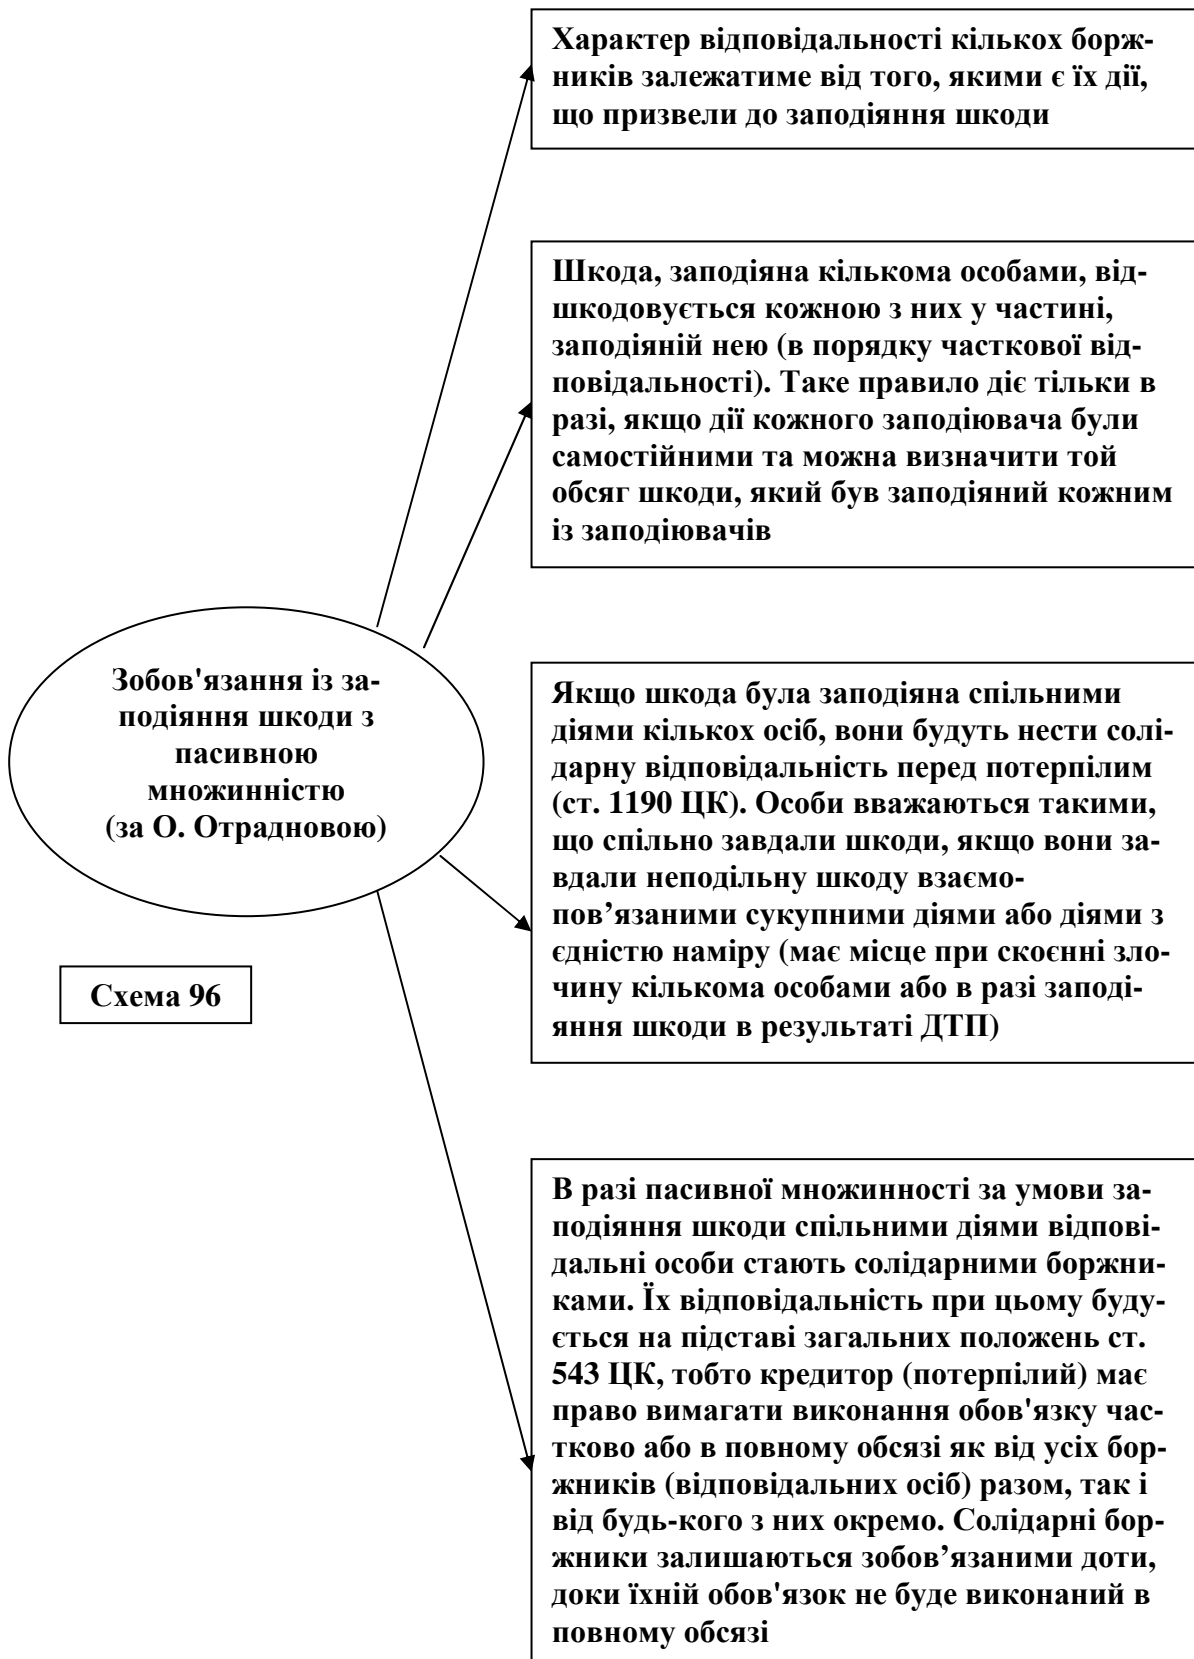 Характер відповідальності кількох борж-
ників залежатиме від того, якими є їх дії,
що призвели до заподіяння шкоди
Шкода, заподіяна кількома особами, від-
шкодовується кожною з них у частині,
заподіяній нею (в порядку часткової від-
повідальності). Таке правило діє тільки в
разі, якщо дії кожного заподіювача були
самостійними та можна визначити той
обсяг шкоди, який був заподіяний кожним
із заподіювачів
Зобов'язання із за-
подіяння шкоди з
пасивною
множинністю
(за О. Отрадновою)
Якщо шкода була заподіяна спільними
діями кількох осіб, вони будуть нести солі-
дарну відповідальність перед потерпілим
(ст. 1190 ЦК). Особи вважаються такими,
що спільно завдали шкоди, якщо вони за-
вдали неподільну шкоду взаємо-
пов’язаними сукупними діями або діями з
єдністю наміру (має місце при скоєнні зло-
чину кількома особами або в разі заподі-
яння шкоди в результаті ДТП)
Схема 96
В разі пасивної множинності за умови за-
подіяння шкоди спільними діями відпові-
дальні особи стають солідарними боржни-
ками. Їх відповідальність при цьому буду-
ється на підставі загальних положень ст.
543 ЦК, тобто кредитор (потерпілий) має
право вимагати виконання обов'язку час-
тково або в повному обсязі як від усіх бор-
жників (відповідальних осіб) разом, так і
від будь-кого з них окремо. Солідарні бор-
жники залишаються зобов’язаними доти,
доки їхній обов'язок не буде виконаний в
повному обсязі